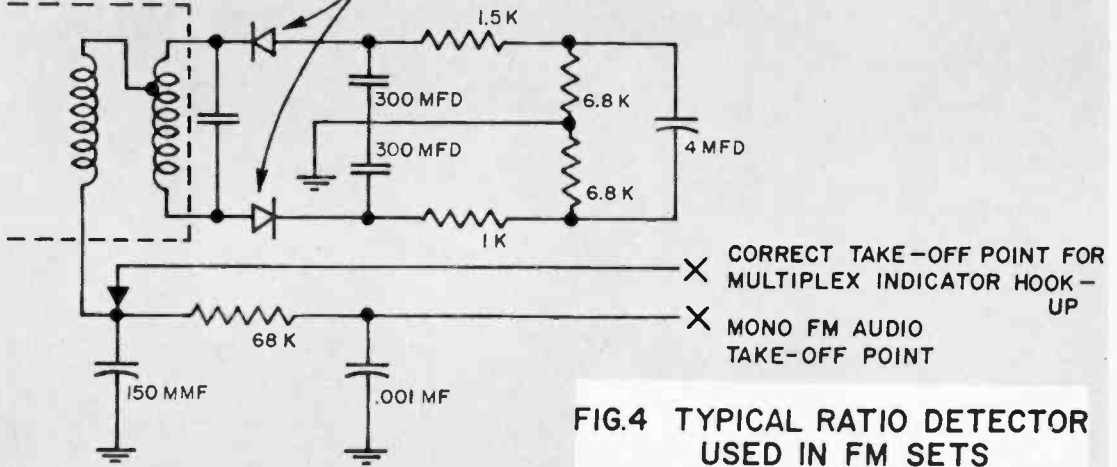 1.5 K
300 MFD
6.8 K
4 MFD
300 MFD
6.8 K
1 K
CORRECT TAKE-OFF POINT FOR
MULTIPLEX INDICATOR HOOK-
UP
68 K
MONO FM AUDIO
TAKE-OFF POINT
150 MMF
.001 MF
FIG.4 TYPICAL RATIO DETECTOR
USED IN FM SETS